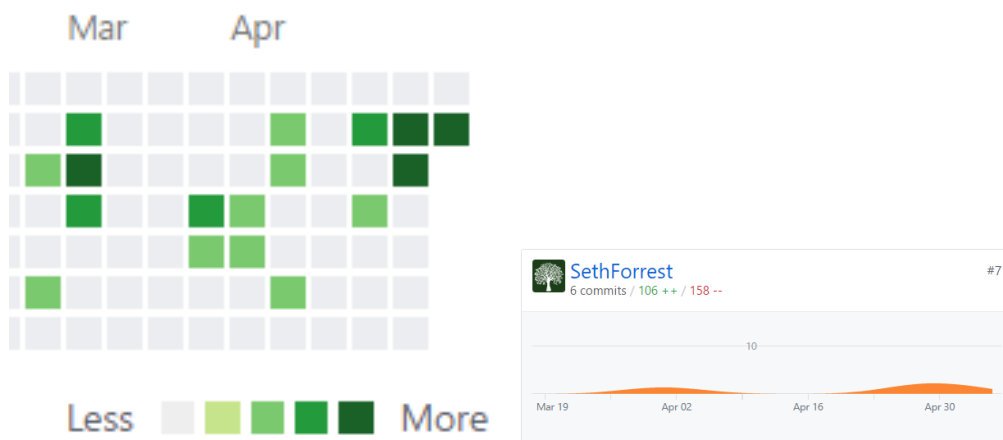 Mar Apr
Less More
SethForrest #7
6 commits / 106 ++ / 158 --
10
Mar 19 Apr 02 Apr 16 Apr 30